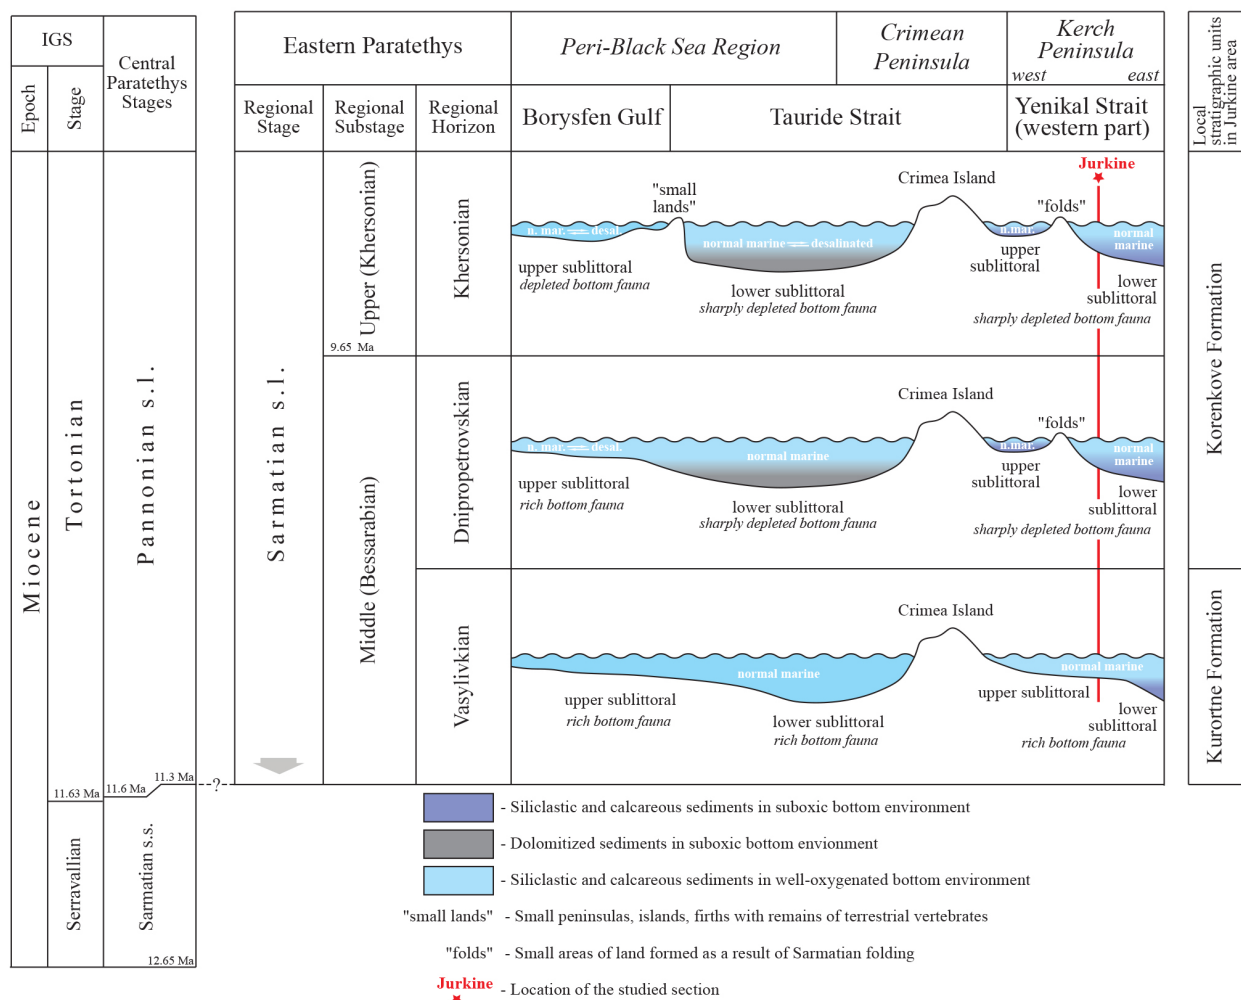 IGS
Epoch
Stage
Central
Paratethys
Stages
Eastern Paratethys
Peri-Black Sea Region
Crimean
Peninsula
Kerch
Peninsula
west east
Local
stratigraphic units
in Jurkine area
Regional
Stage
Regional
Substage
Regional
Horizon
Borysfen Gulf
Tauride Strait
Yenikal Strait
(western part)
Miocene
Tortonian
Serravallian
Pannonian s.l.
Sarmatian s.s.
11.63 Ma
11.6 Ma
11.3 Ma
12.65 Ma
?
Sarmatian s.l.
Upper (Khersonian)
9.65 Ma
Middle (Bessarabian)
Khersonian
Dnipropetrovskian
Vasylivkian
Jurkine
Crimea Island
"small
lands"
"folds"
n. mar. desal.
normal marine desalinated
n.mar.
normal
marine
upper sublittoral
depleted bottom fauna
lower sublittoral
sharply depleted bottom fauna
upper
sublittoral
lower
sublittoral
sharply depleted bottom fauna
Crimea Island
"folds"
n. mar. desal.
normal marine
n.mar.
normal
marine
upper sublittoral
rich bottom fauna
lower sublittoral
sharply depleted bottom fauna
upper
sublittoral
lower
sublittoral
sharply depleted bottom fauna
Crimea Island
normal marine
normal marine
upper sublittoral
rich bottom fauna
lower sublittoral
rich bottom fauna
upper sublittoral
lower
sublittoral
rich bottom fauna
Korenkove Formation
Kurortne Formation
- Siliclastic and calcareous sediments in suboxic bottom environment
- Dolomitized sediments in suboxic bottom envionment
- Siliclastic and calcareous sediments in well-oxygenated bottom environment
"small lands" - Small peninsulas, islands, firths with remains of terrestrial vertebrates
"folds" - Small areas of land formed as a result of Sarmatian folding
Jurkine - Location of the studied section